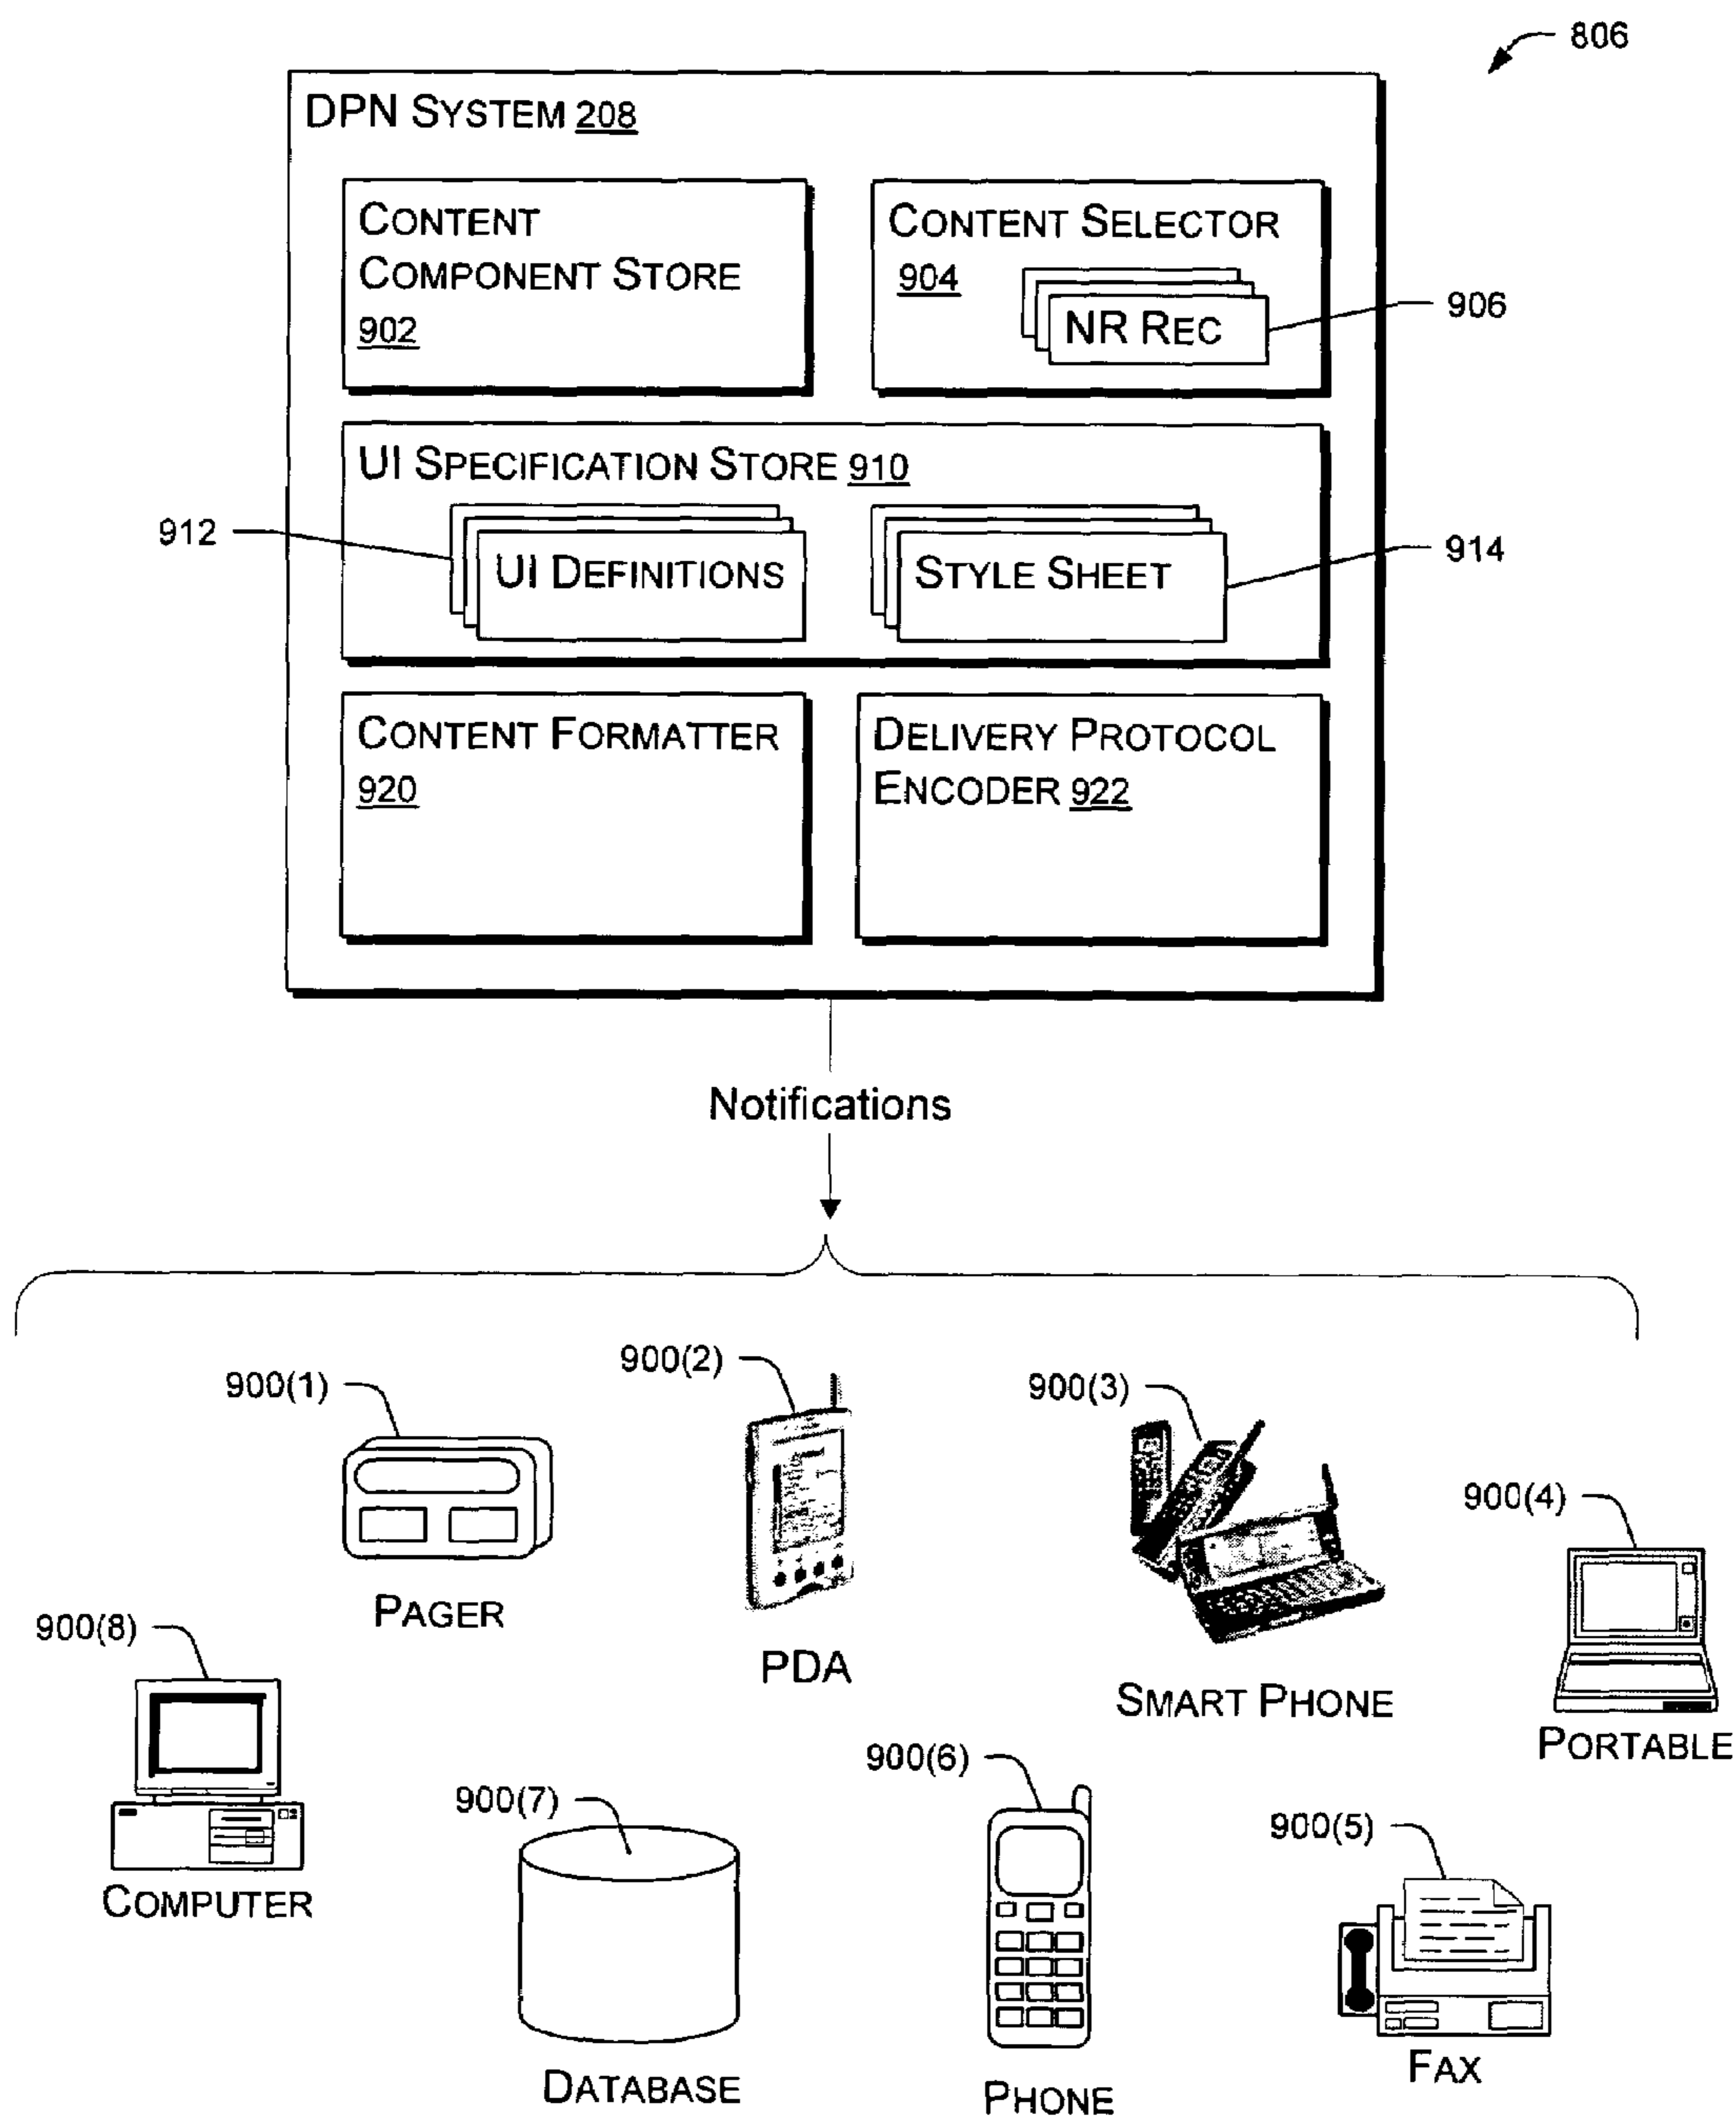 806
DPN SYSTEM 208
CONTENT
COMPONENT STORE
902
CONTENT SELECTOR
904
NR REC
906
UI SPECIFICATION STORE 910
912
UI DEFINITIONS
STYLE SHEET
914
CONTENT FORMATTER
920
DELIVERY PROTOCOL
ENCODER 922
Notifications
900(1)
PAGER
900(2)
PDA
900(3)
SMART PHONE
900(4)
PORTABLE
900(8)
COMPUTER
900(7)
DATABASE
900(6)
PHONE
900(5)
FAX